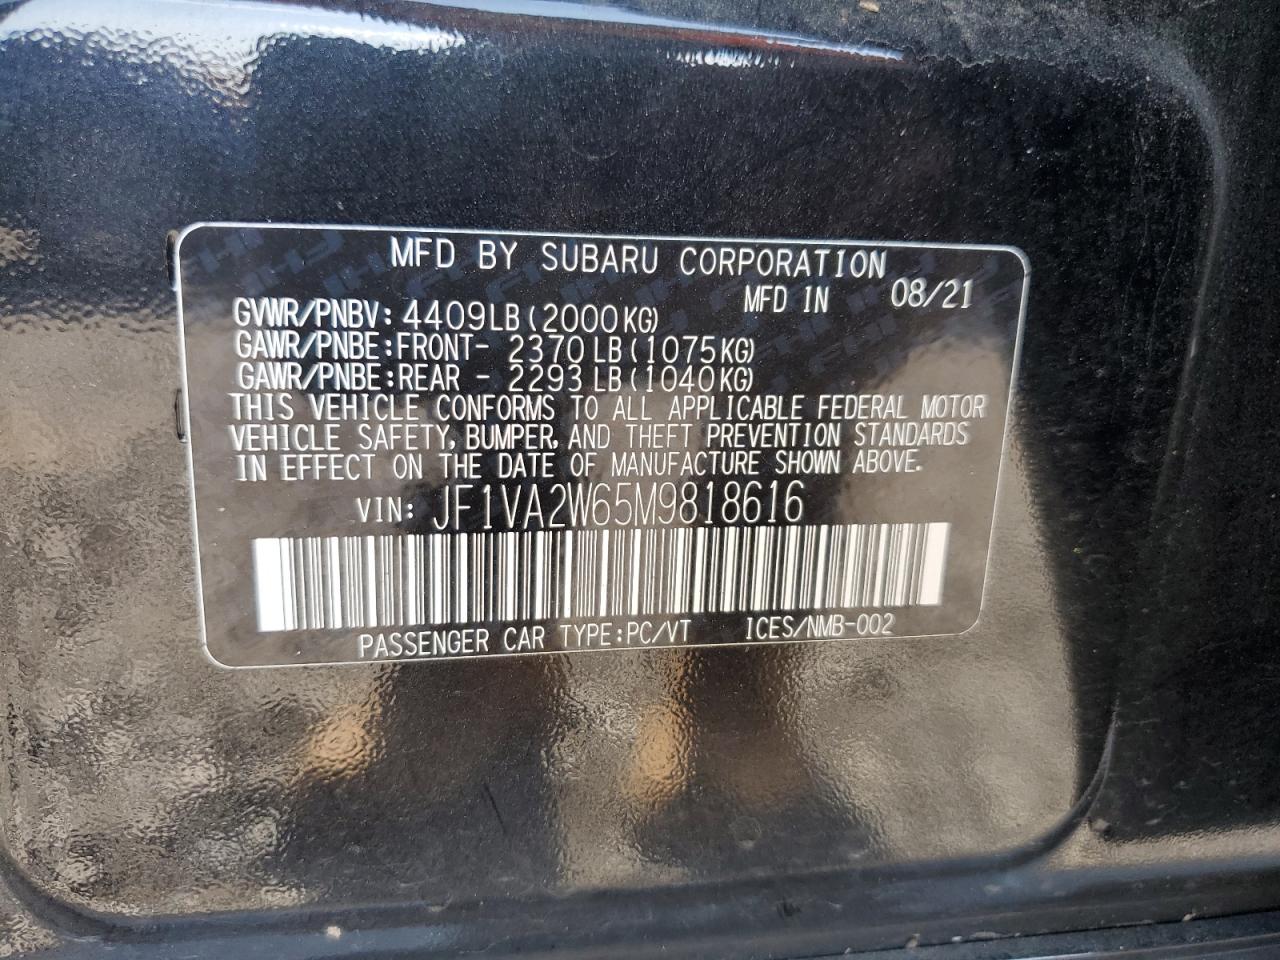 MFD BY SUBARU CORPORATION
MFD IN 08/21
GVWR/PNBV: 4409LB(2000KG)
GAWR/PNBE:FRONT- 2370LB(1075KG)
GAWR/PNBE:REAR - 2293LB(1040KG)
THIS VEHICLE CONFORMS TO ALL APPLICABLE FEDERAL MOTOR
VEHICLE SAFETY, BUMPER, AND THEFT PREVENTION STANDARDS
IN EFFECT ON THE DATE OF MANUFACTURE SHOWN ABOVE.
VIN: JF1VA2W65M9818616
PASSENGER CAR TYPE:PC/VT ICES/NMB-002